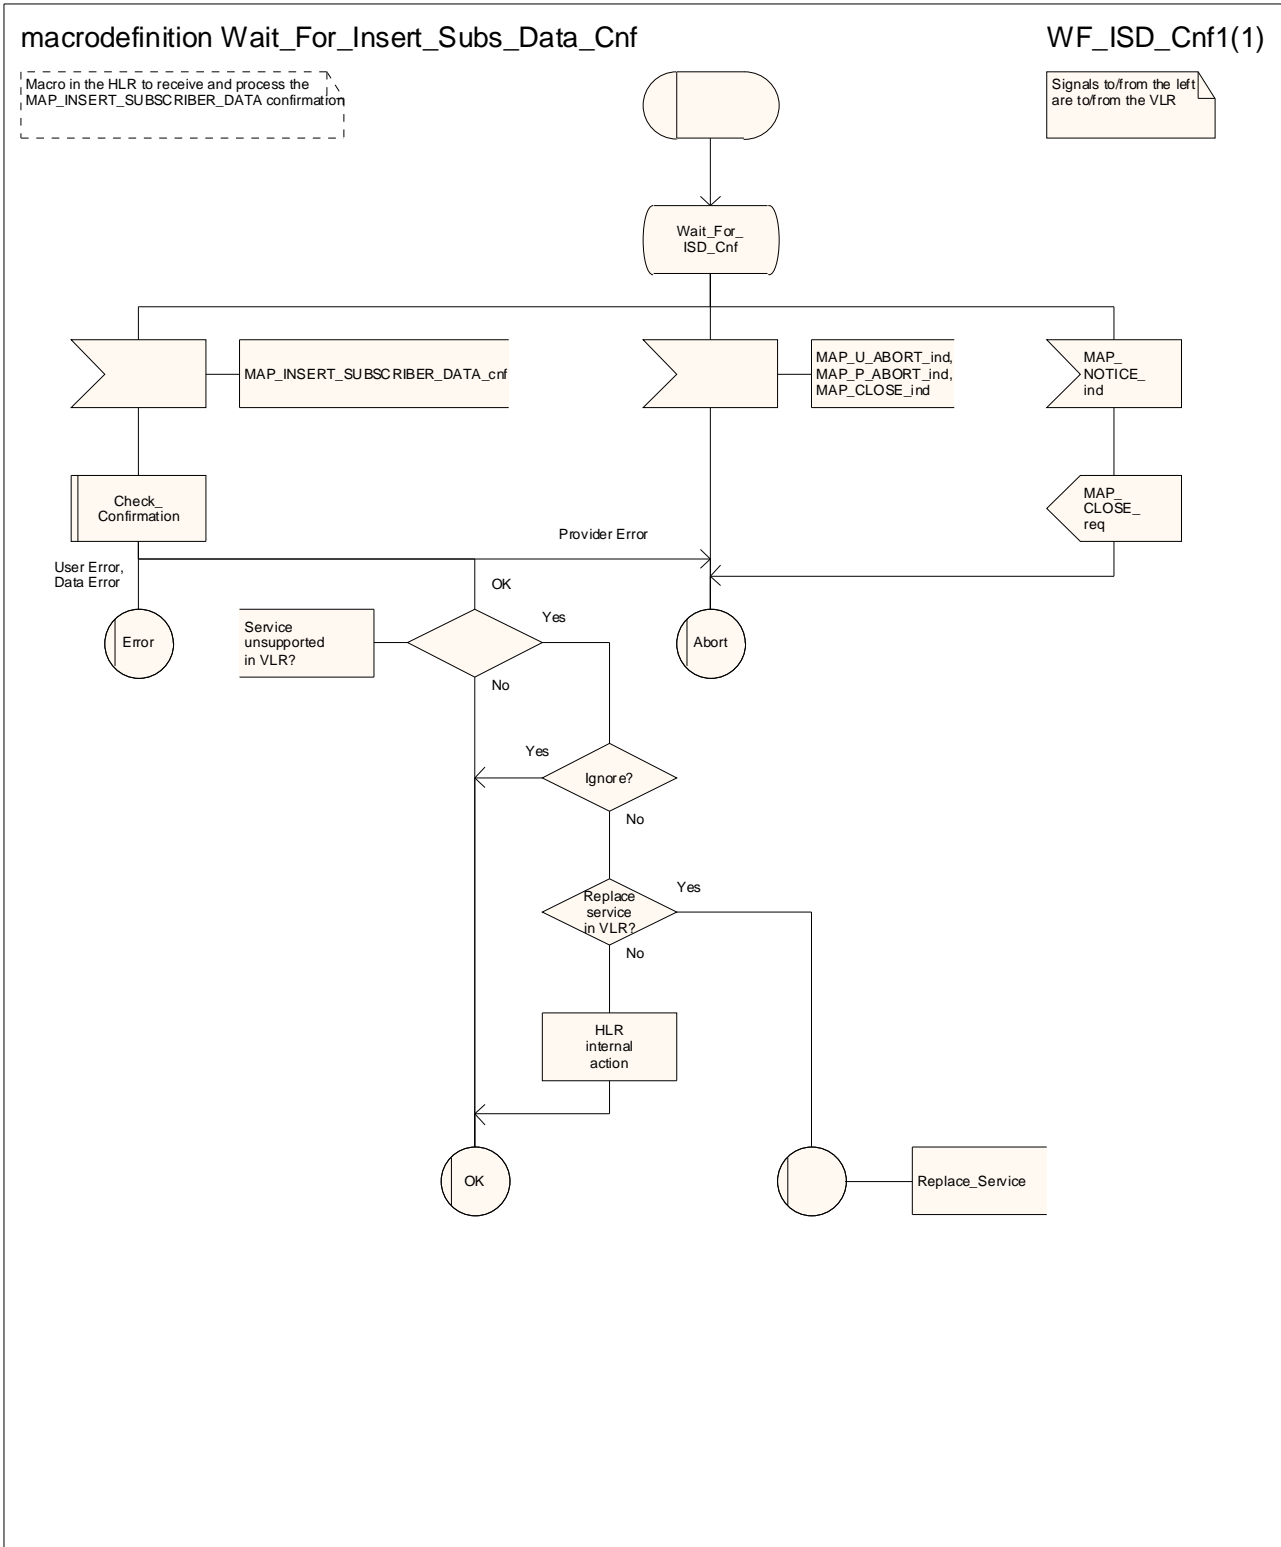 macrodefinition Wait_For_Insert_Subs_Data_Cnf
WF_ISD_Cnf1(1)
Macro in the HLR to receive and process the
MAP_INSERT_SUBSCRIBER_DATA confirmation
Signals to/from the left
are to/from the VLR
Wait_For_
ISD_Cnf
MAP_INSERT_SUBSCRIBER_DATA_cnf
MAP_U_ABORT_ind,
MAP_P_ABORT_ind,
MAP_CLOSE_ind
MAP_
NOTICE_
ind
Check_
Confirmation
MAP_
CLOSE_
req
Provider Error
User Error,
Data Error
OK
Error
Service
unsupported
in VLR?
Yes
No
Abort
Yes
Ignore?
No
Replace
service
in VLR?
Yes
No
HLR
internal
action
OK
Replace_Service